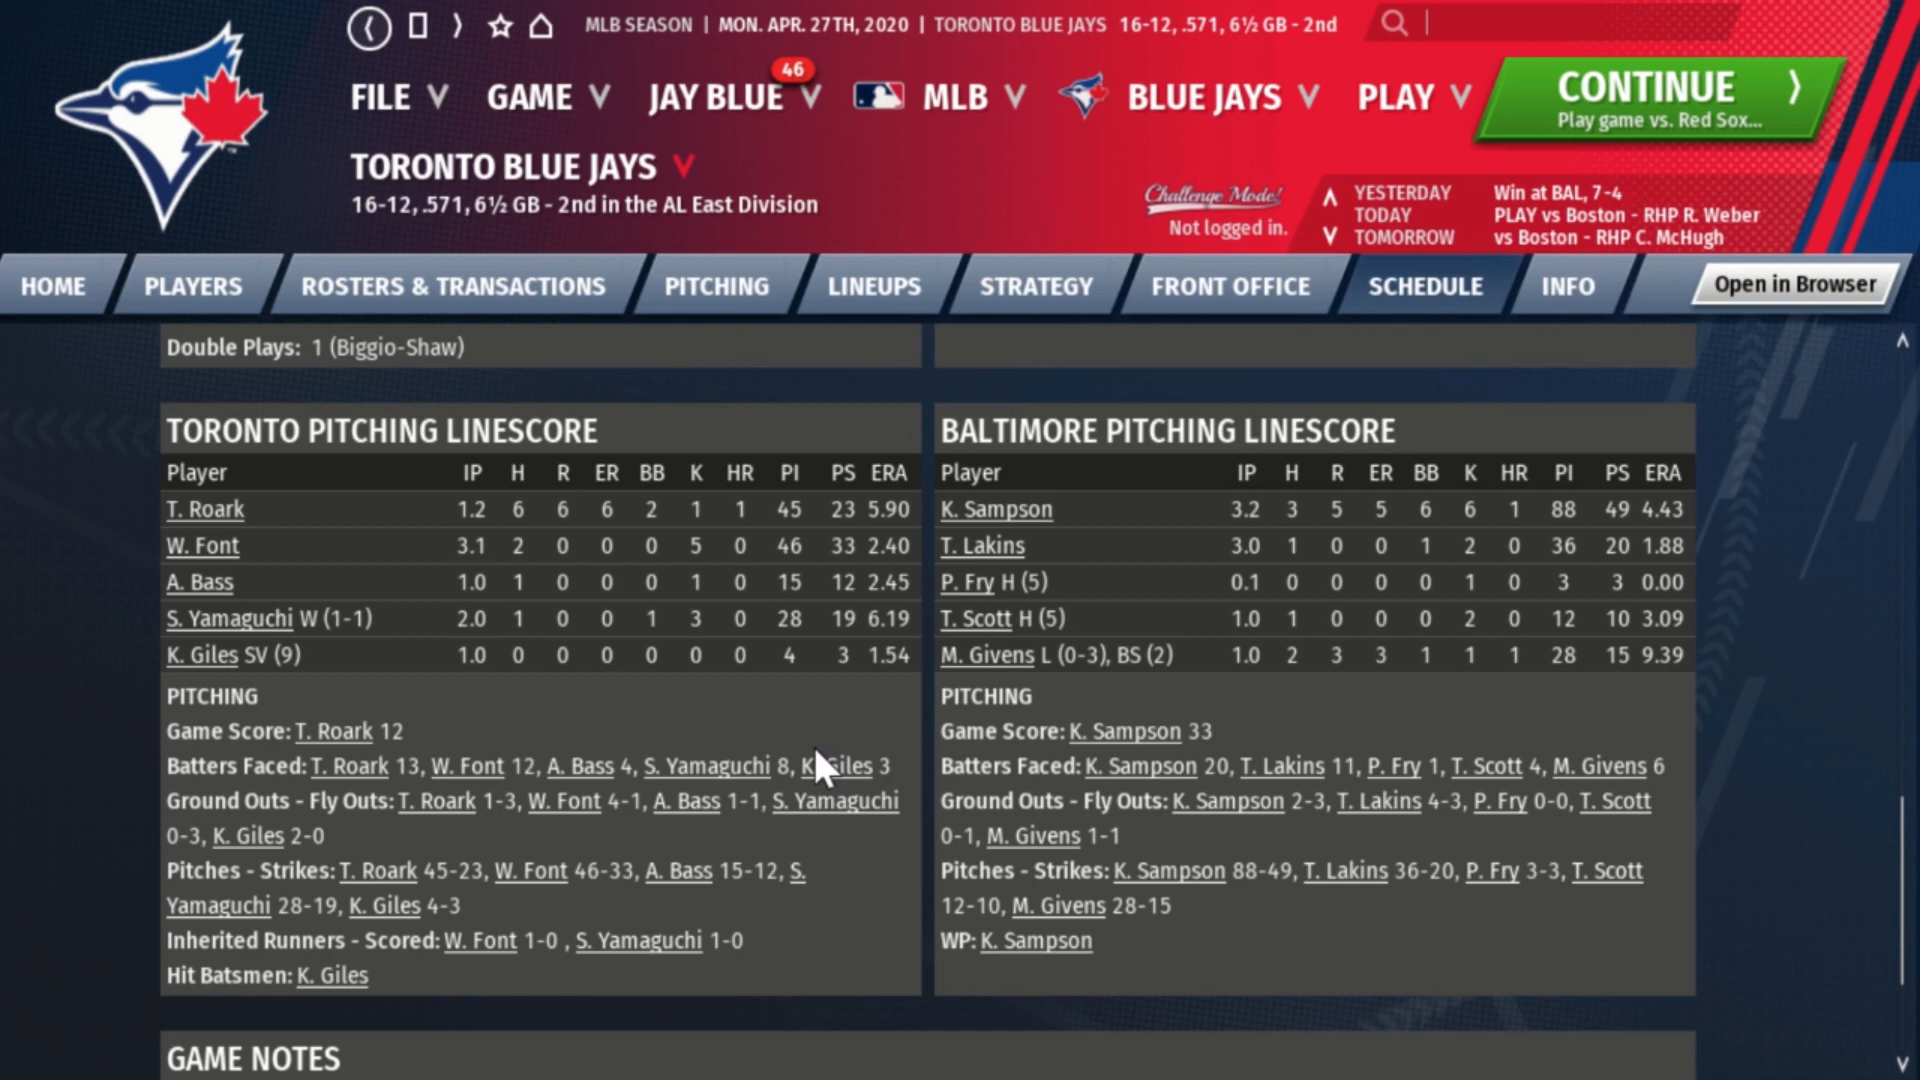 MLB SEASON | MON. APR. 27TH, 2020 | TORONTO BLUE JAYS 16-12, .571, 6½ GB - 2nd
FILE GAME JAY BLUE 46 MLB BLUE JAYS PLAY
CONTINUE
Play game vs. Red Sox...
TORONTO BLUE JAYS
16-12, .571, 6½ GB - 2nd in the AL East Division
Challenge Mode!
Not logged in.
YESTERDAY Win at BAL, 7-4
TODAY PLAY vs Boston - RHP R. Weber
TOMORROW vs Boston - RHP C. McHugh
HOME PLAYERS ROSTERS & TRANSACTIONS PITCHING LINEUPS STRATEGY FRONT OFFICE SCHEDULE INFO Open in Browser
Double Plays: 1 (Biggio-Shaw)
TORONTO PITCHING LINESCORE
Player IP H R ER BB K HR PI PS ERA
T. Roark 1.2 6 6 6 2 1 1 45 23 5.90
W. Font 3.1 2 0 0 0 5 0 46 33 2.40
A. Bass 1.0 1 0 0 0 1 0 15 12 2.45
S. Yamaguchi W (1-1) 2.0 1 0 0 1 3 0 28 19 6.19
K. Giles SV (9) 1.0 0 0 0 0 0 0 4 3 1.54
PITCHING
Game Score: T. Roark 12
Batters Faced: T. Roark 13, W. Font 12, A. Bass 4, S. Yamaguchi 8, K. Giles 3
Ground Outs - Fly Outs: T. Roark 1-3, W. Font 4-1, A. Bass 1-1, S. Yamaguchi
0-3, K. Giles 2-0
Pitches - Strikes: T. Roark 45-23, W. Font 46-33, A. Bass 15-12, S.
Yamaguchi 28-19, K. Giles 4-3
Inherited Runners - Scored: W. Font 1-0 , S. Yamaguchi 1-0
Hit Batsmen: K. Giles
BALTIMORE PITCHING LINESCORE
Player IP H R ER BB K HR PI PS ERA
K. Sampson 3.2 3 5 5 6 6 1 88 49 4.43
T. Lakins 3.0 1 0 0 1 2 0 36 20 1.88
P. Fry H (5) 0.1 0 0 0 0 1 0 3 3 0.00
T. Scott H (5) 1.0 1 0 0 0 2 0 12 10 3.09
M. Givens L (0-3), BS (2) 1.0 2 3 3 1 1 1 28 15 9.39
PITCHING
Game Score: K. Sampson 33
Batters Faced: K. Sampson 20, T. Lakins 11, P. Fry 1, T. Scott 4, M. Givens 6
Ground Outs - Fly Outs: K. Sampson 2-3, T. Lakins 4-3, P. Fry 0-0, T. Scott
0-1, M. Givens 1-1
Pitches - Strikes: K. Sampson 88-49, T. Lakins 36-20, P. Fry 3-3, T. Scott
12-10, M. Givens 28-15
WP: K. Sampson
GAME NOTES